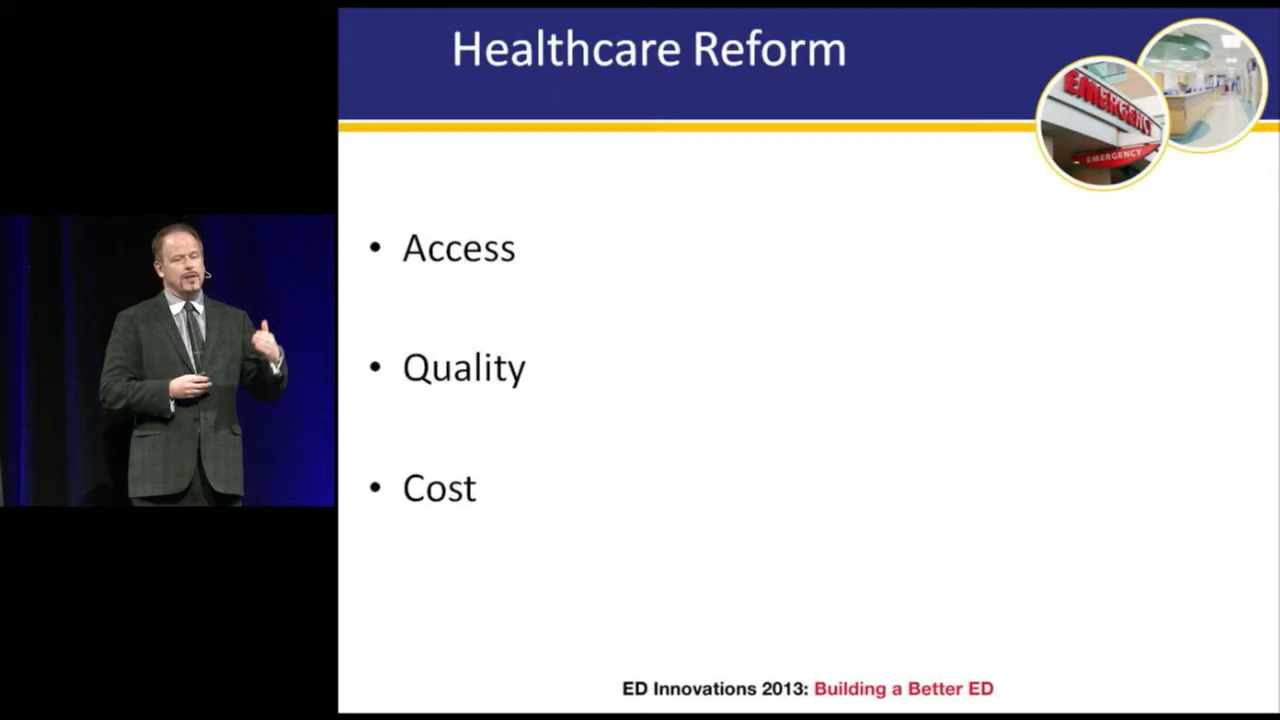 Healthcare Reform
EMERGENCY
EMERGENCY
• Access
• Quality
• Cost
ED Innovations 2013: Building a Better ED